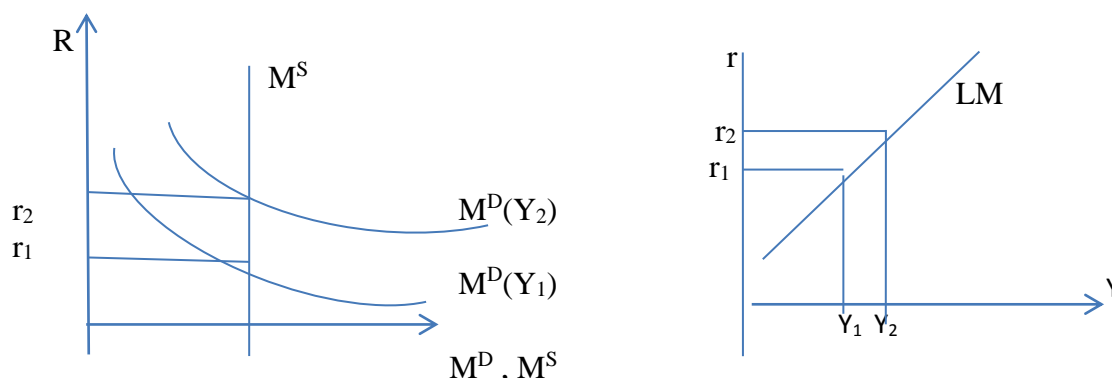 R
M^S
r₂
r₁
M^D(Y₂)
M^D(Y₁)
M^D , M^S
r
LM
r₂
r₁
Y
Y₁ Y₂